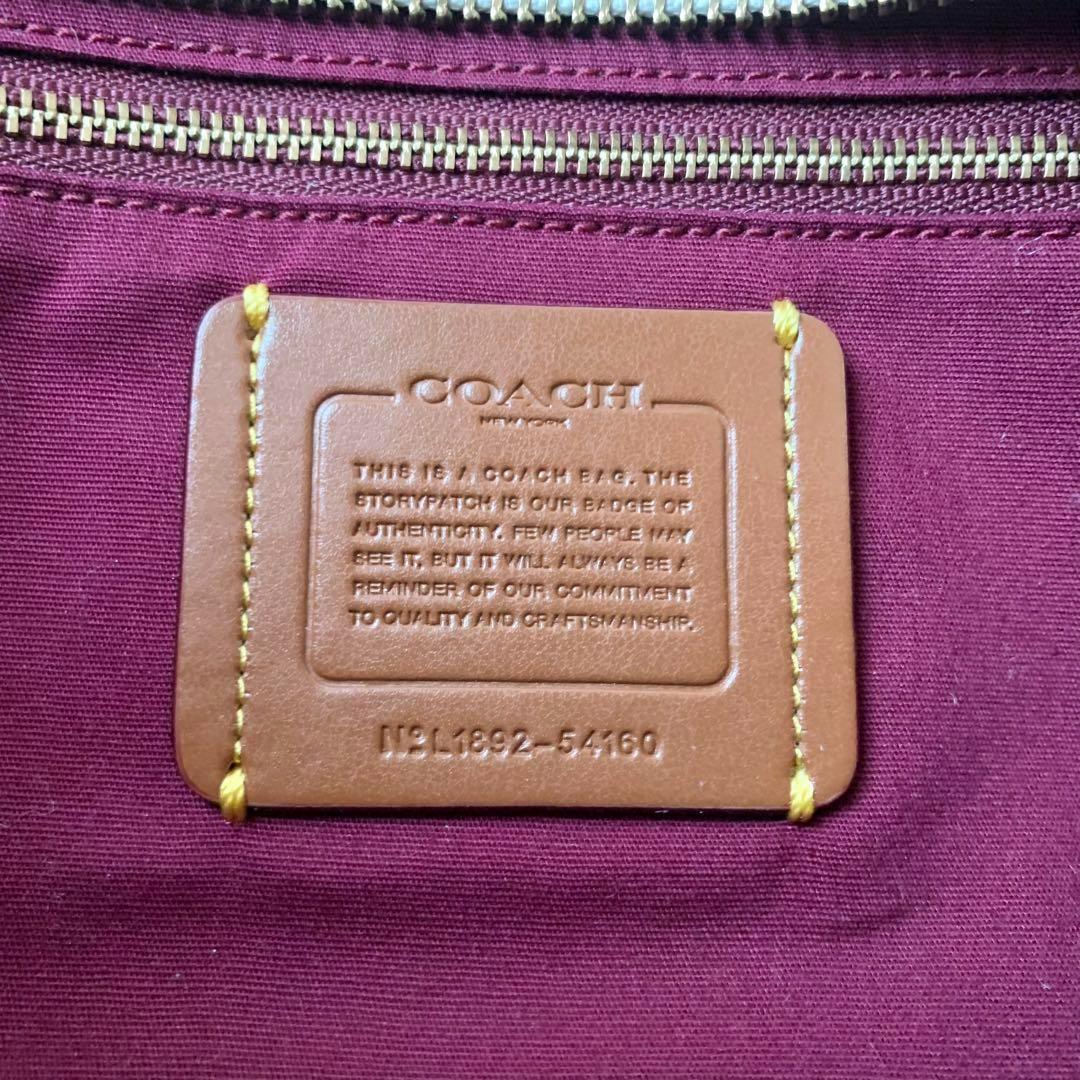 COACH
NEW YORK
THIS IS A COACH BAG. THE
STORYPATCH IS OUR BADGE OF
AUTHENTICITY. FEW PEOPLE MAY
SEE IT, BUT IT WILL ALWAYS BE A
REMINDER OF OUR COMMITMENT
TO QUALITY AND CRAFTSMANSHIP.
Nº L1892-54160